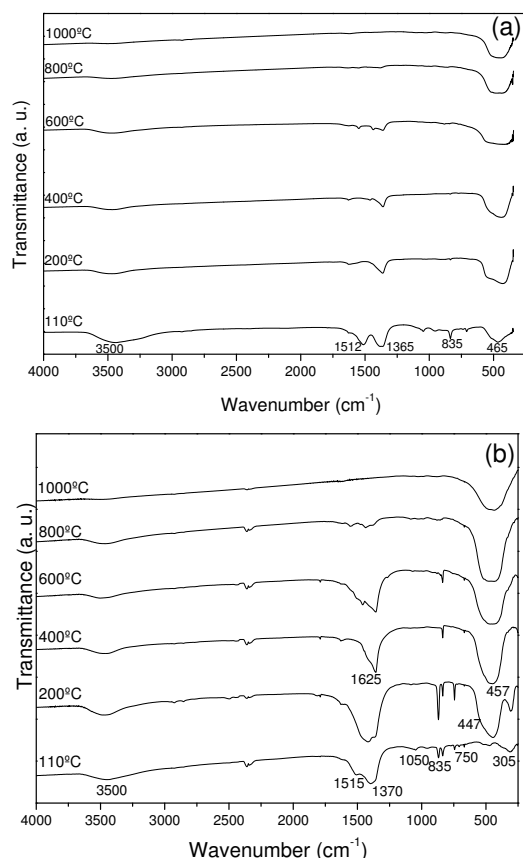 (a)
1000ºC
800ºC
600ºC
400ºC
200ºC
110ºC
3500
1512
1365
835
465
4000 3500 3000 2500 2000 1500 1000 500
Wavenumber (cm-1)
Transmittance (a. u.)
(b)
1000ºC
800ºC
600ºC
400ºC
200ºC
110ºC
1625
457
447
1050
835
750
305
3500
1515
1370
4000 3500 3000 2500 2000 1500 1000 500
Wavenumber (cm-1)
Transmittance (a. u.)